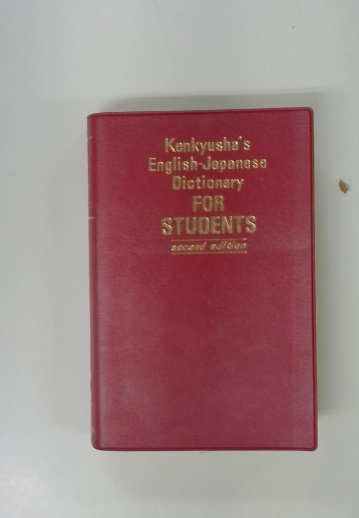 Kenkyusha's
English-Japanese
Dictionary
FOR
STUDENTS
second edition